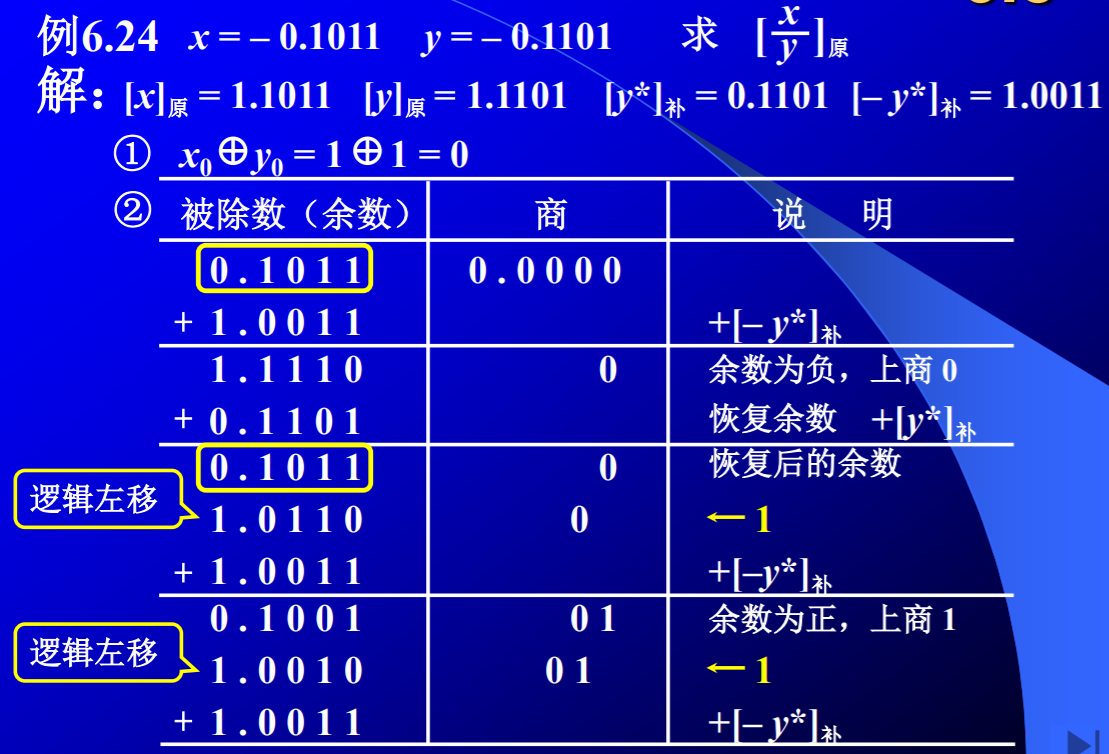 例6.24 x = – 0.1011 y = – 0.1101 求 [x/y]原
解：[x]原 = 1.1011 [y]原 = 1.1101 [y*]补 = 0.1101 [– y*]补 = 1.0011
① x0⊕y0 = 1⊕1 = 0
② 被除数（余数） 商 说 明
0.1011 0.0000
+ 1.0011 +[– y*]补
1.1110 0 余数为负，上商 0
+ 0.1101 恢复余数 +[y*]补
0.1011 0 恢复后的余数
逻辑左移 1.0110 0 ← 1
+ 1.0011 +[–y*]补
0.1001 01 余数为正，上商 1
逻辑左移 1.0010 01 ← 1
+ 1.0011 +[– y*]补